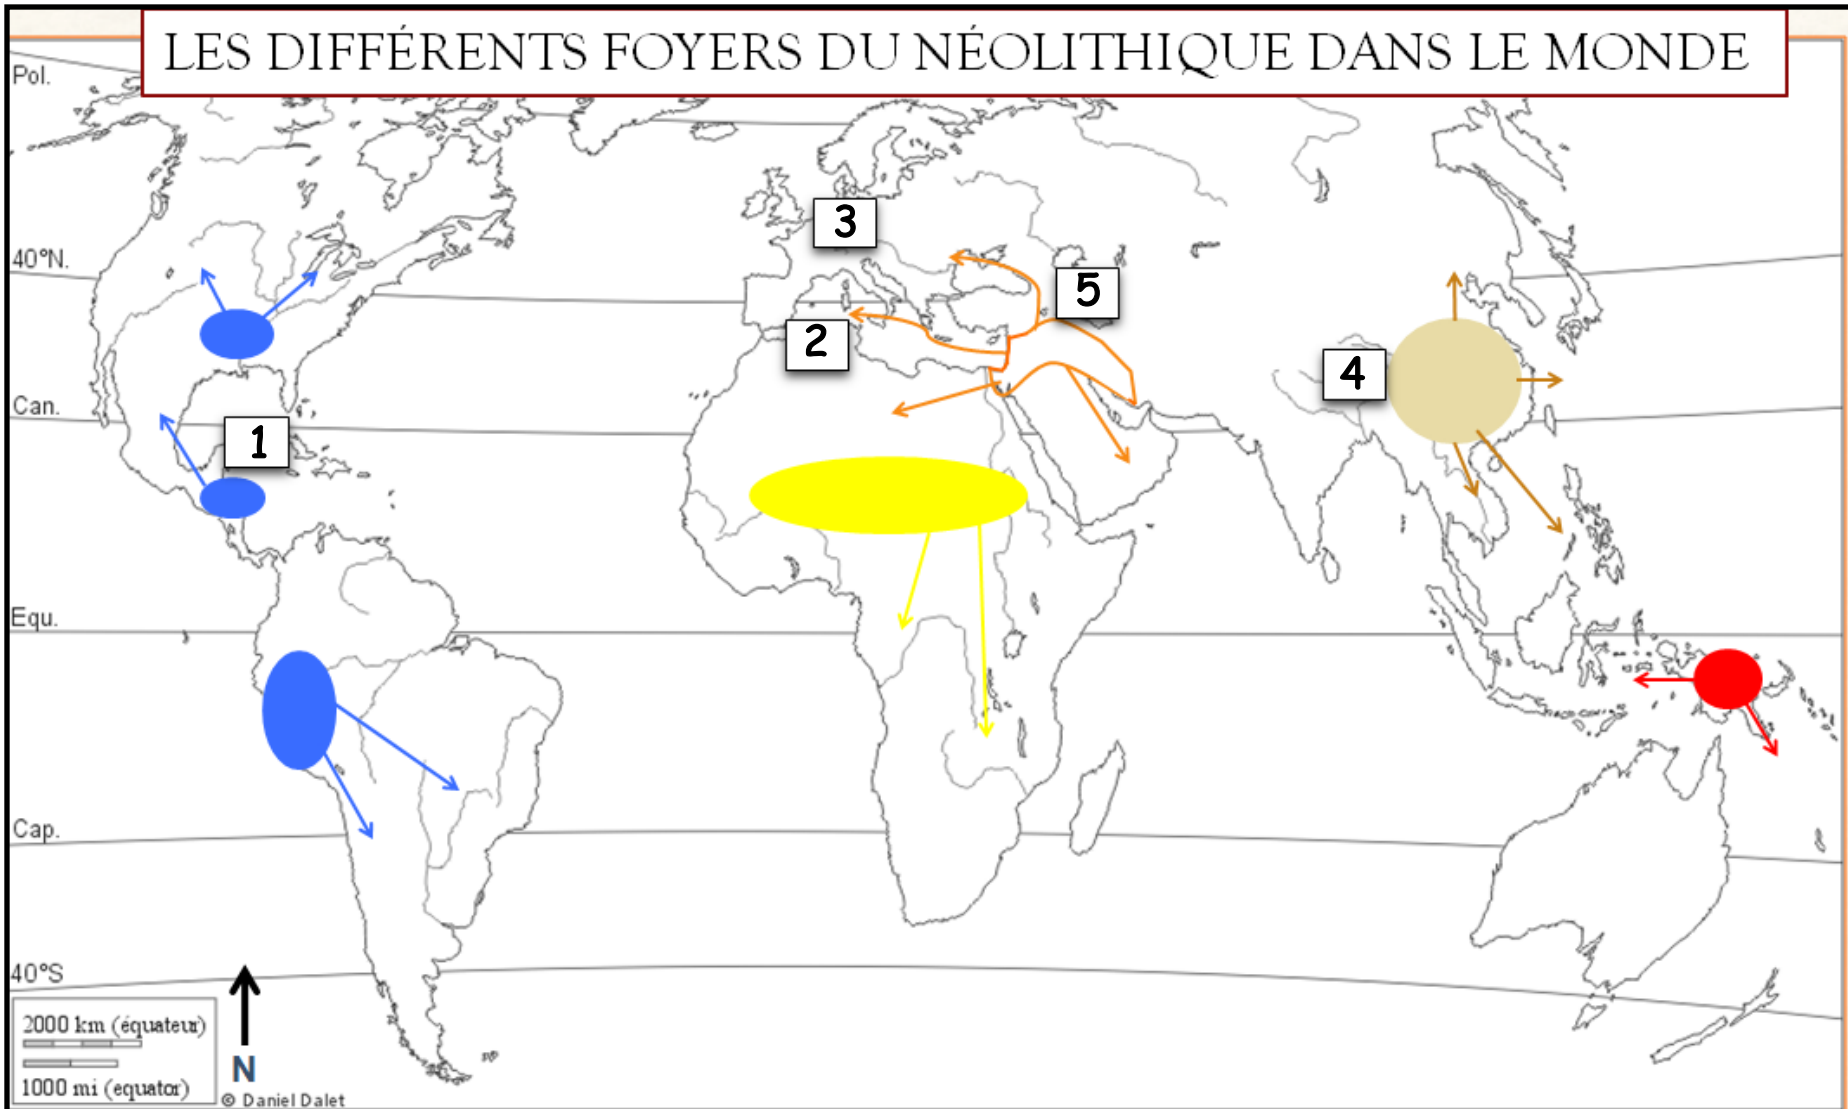 LES DIFFÉRENTS FOYERS DU NÉOLITHIQUE DANS LE MONDE
Pol.
3
40°N.
5
2
4
Can.
1
Equ.
Cap.
40°S
2000 km (équateur)
1000 mi (equator)
N
© Daniel Dalet